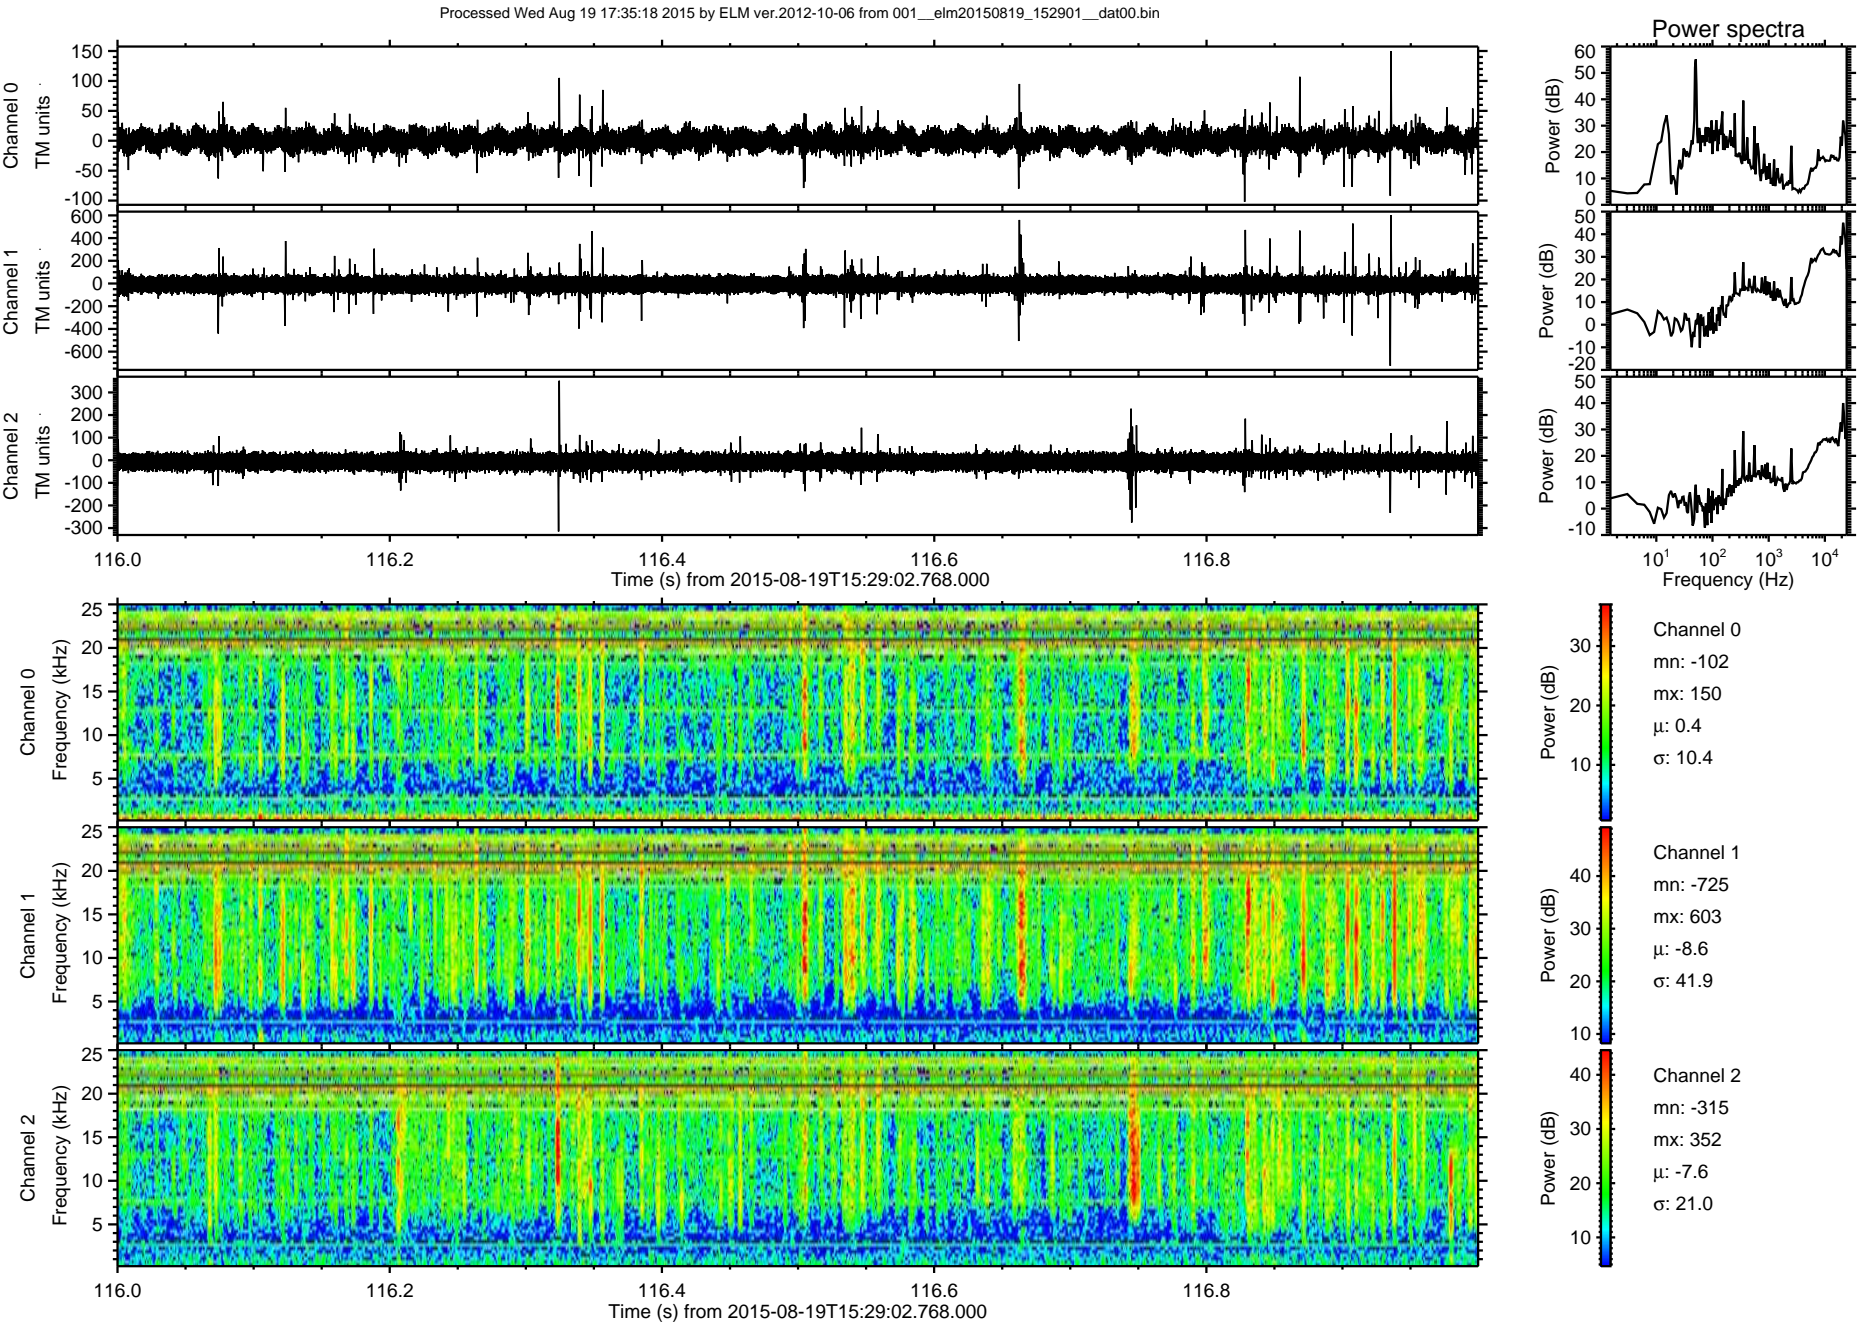 Processed Wed Aug 19 17:35:18 2015 by ELM ver.2012-10-06 from 001__elm20150819_152901__dat00.bin
Power spectra
Channel 0
TM units
150
100
50
0
-50
-100
Power (dB)
60
50
40
30
20
10
0
Channel 1
TM units
600
400
200
0
-200
-400
-600
Power (dB)
50
40
30
20
10
0
-10
-20
Channel 2
TM units
300
200
100
0
-100
-200
-300
Power (dB)
50
40
30
20
10
0
-10
116.0 116.2 116.4 116.6 116.8
Time (s) from 2015-08-19T15:29:02.768.000
10^1 10^2 10^3 10^4
Frequency (Hz)
Channel 0
Frequency (kHz)
25
20
15
10
5
Power (dB)
30
20
10
Channel 0
mn: -102
mx: 150
μ: 0.4
σ: 10.4
Channel 1
Frequency (kHz)
25
20
15
10
5
Power (dB)
40
30
20
10
Channel 1
mn: -725
mx: 603
μ: -8.6
σ: 41.9
Channel 2
Frequency (kHz)
25
20
15
10
5
Power (dB)
40
30
20
10
Channel 2
mn: -315
mx: 352
μ: -7.6
σ: 21.0
116.0 116.2 116.4 116.6 116.8
Time (s) from 2015-08-19T15:29:02.768.000